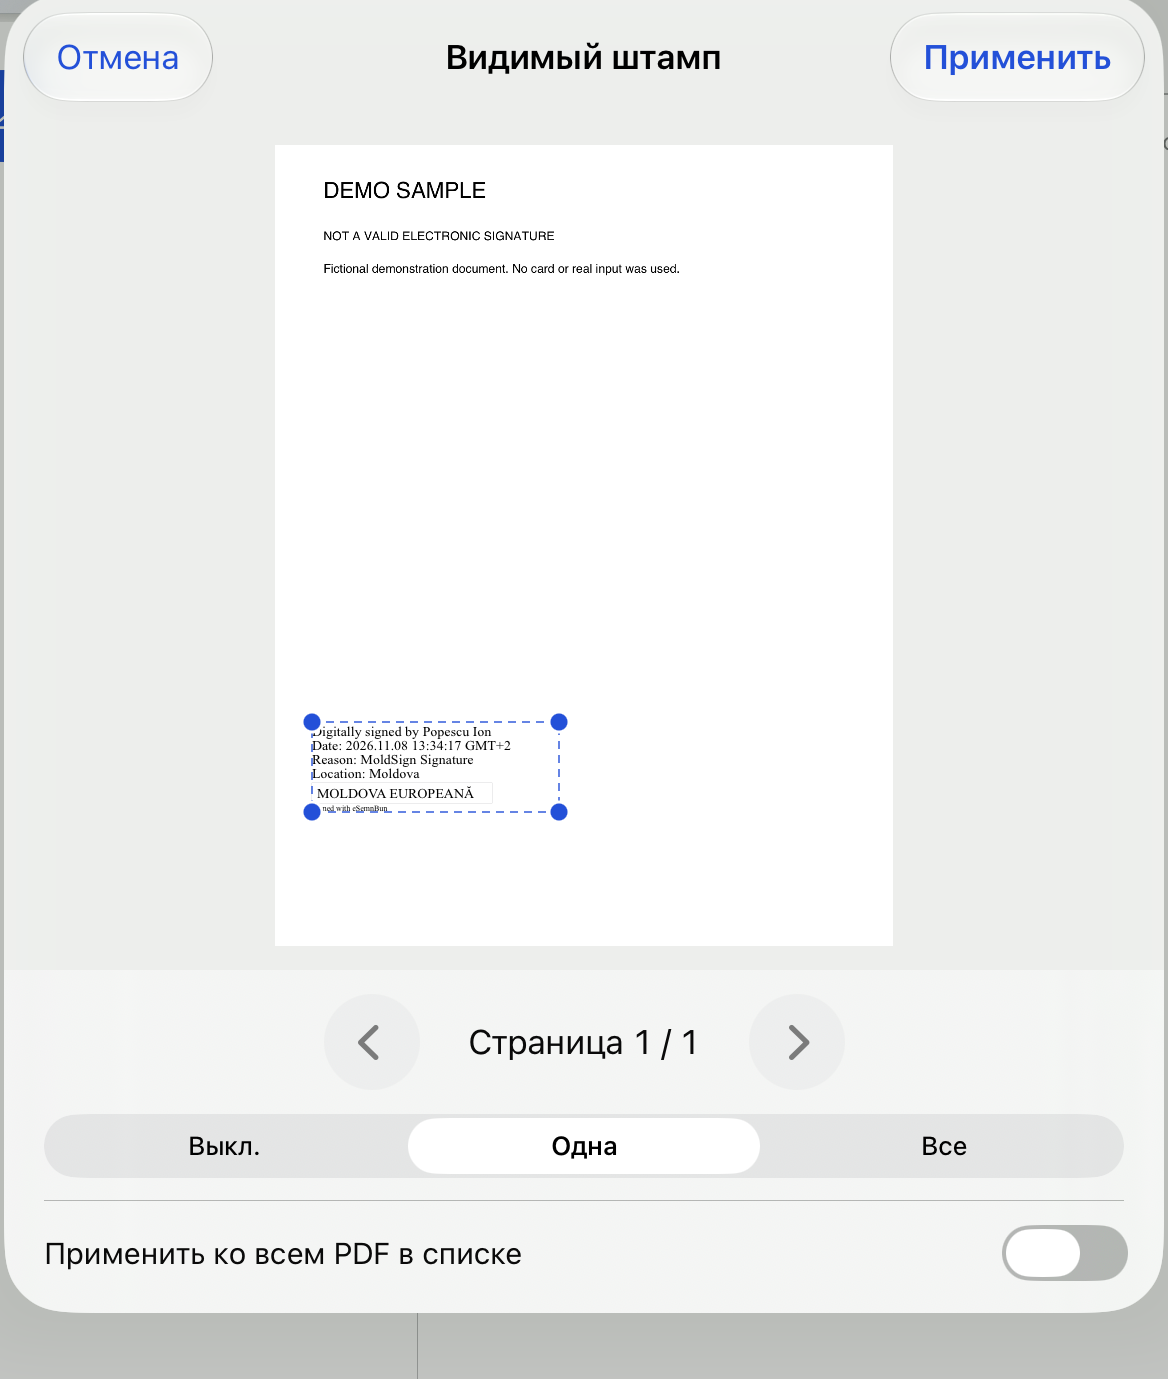 Отмена
Видимый штамп
Применить
DEMO SAMPLE
NOT A VALID ELECTRONIC SIGNATURE
Fictional demonstration document. No card or real input was used.
Digitally signed by Popescu Ion
Date: 2026.11.08 13:34:17 GMT+2
Reason: MoldSign Signature
Location: Moldova
MOLDOVA EUROPEANĂ
with eSemnBun
Страница 1 / 1
Выкл.
Одна
Все
Применить ко всем PDF в списке